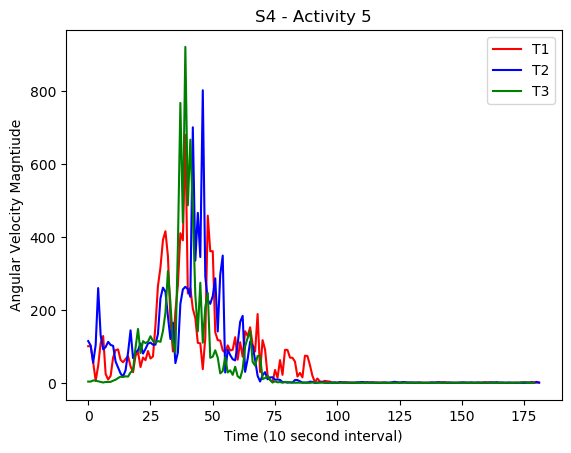 S4 - Activity 5
T1
T2
T3
Angular Velocity Magntiude
800
600
400
200
0
0 25 50 75 100 125 150 175
Time (10 second interval)